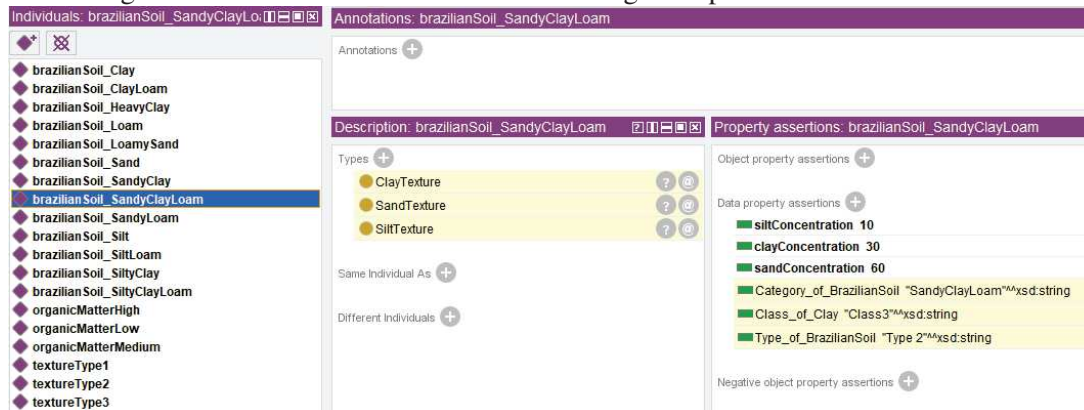 Individuals: brazilianSoil_SandyClayLo
brazilianSoil_Clay
brazilianSoil_ClayLoam
brazilianSoil_HeavyClay
brazilianSoil_Loam
brazilianSoil_LoamySand
brazilianSoil_Sand
brazilianSoil_SandyClay
brazilianSoil_SandyClayLoam
brazilianSoil_SandyLoam
brazilianSoil_Silt
brazilianSoil_SiltLoam
brazilianSoil_SiltyClay
brazilianSoil_SiltyClayLoam
organicMatterHigh
organicMatterLow
organicMatterMedium
textureType1
textureType2
textureType3
Annotations: brazilianSoil_SandyClayLoam
Annotations
Description: brazilianSoil_SandyClayLoam
Types
ClayTexture
SandTexture
SiltTexture
Same Individual As
Different Individuals
Property assertions: brazilianSoil_SandyClayLoam
Object property assertions
Data property assertions
siltConcentration 10
clayConcentration 30
sandConcentration 60
Category_of_BrazilianSoil "SandyClayLoam"^^xsd:string
Class_of_Clay "Class3"^^xsd:string
Type_of_BrazilianSoil "Type 2"^^xsd:string
Negative object property assertions